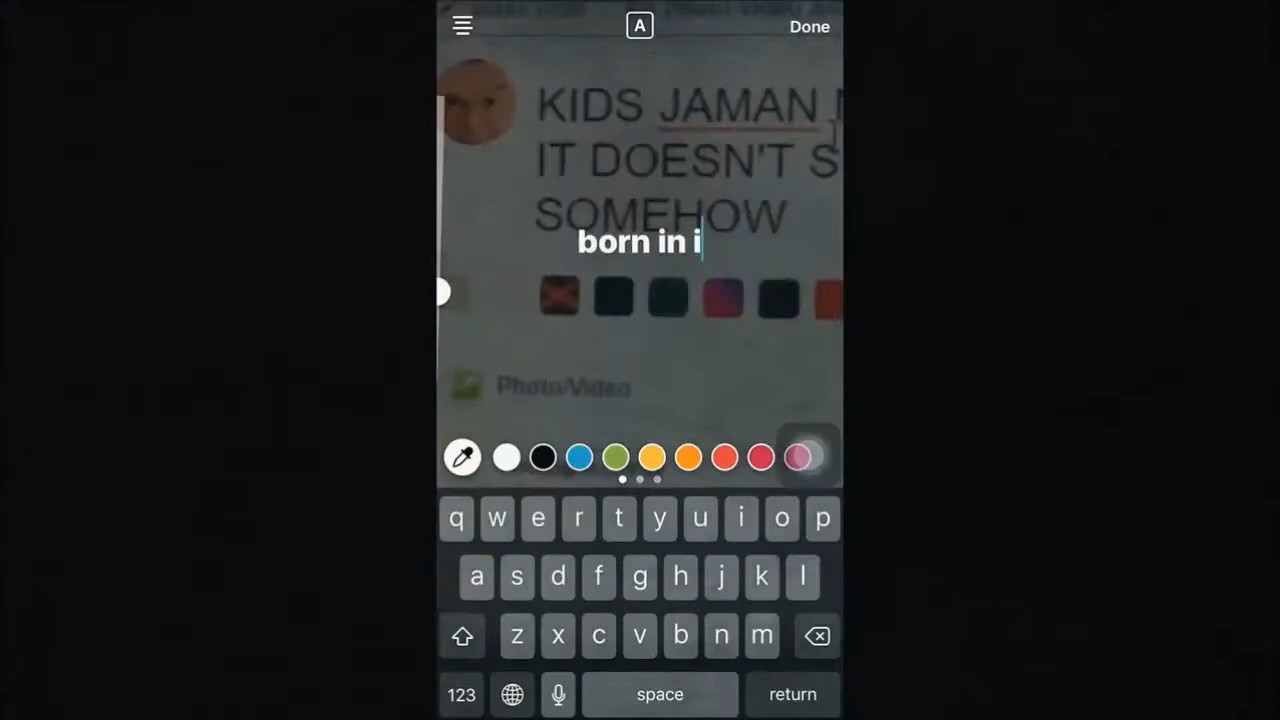 A
Done
KIDS JAMAN
IT DOESN'T S
SOMEHOW
born in i
Photo/Video
q w e r t y u i o p
a s d f g h j k l
z x c v b n m
123 space return